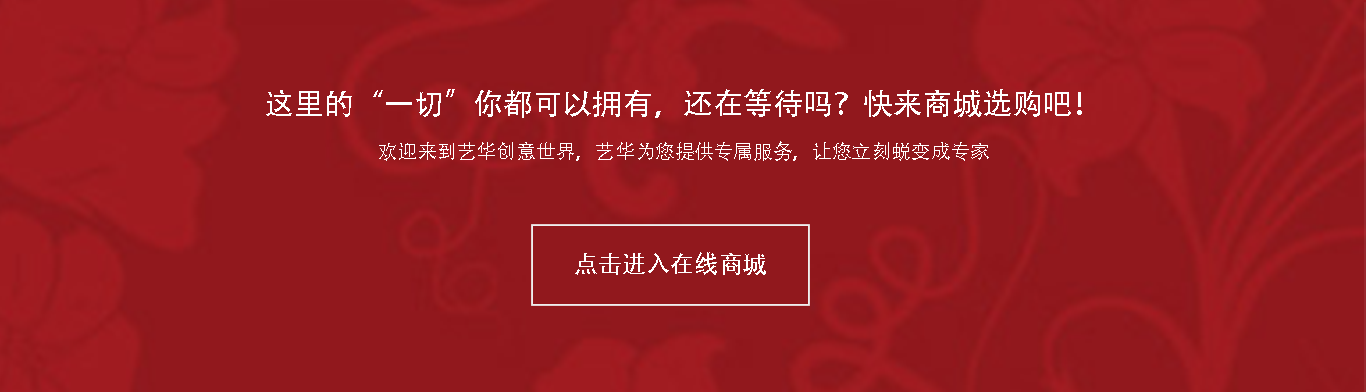 这里的“一切”你都可以拥有，还在等待吗？快来商城选购吧！
欢迎来到艺华创意世界，艺华为您提供专属服务，让您立刻蜕变成专家
点击进入在线商城